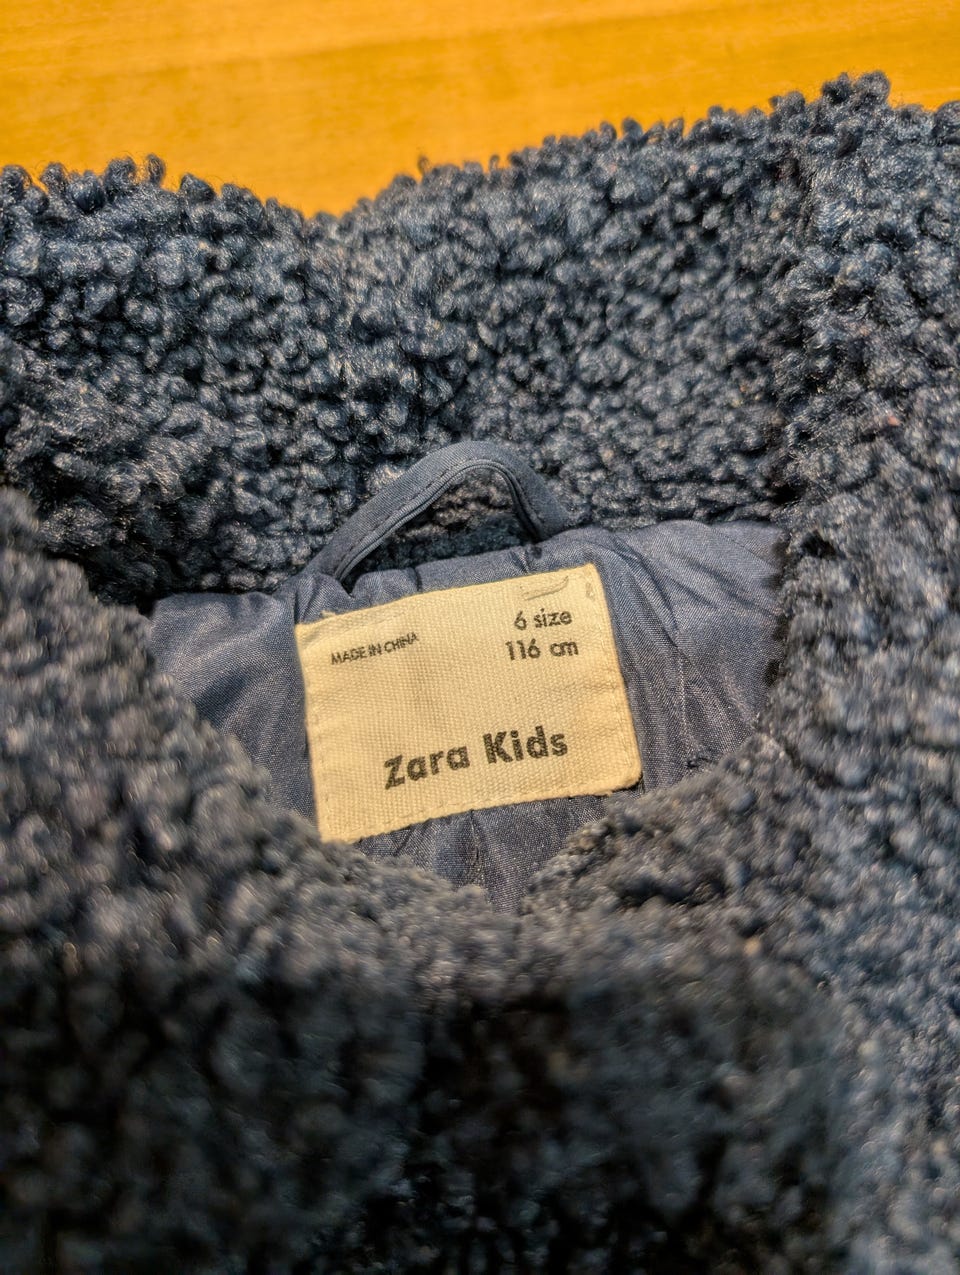 MADE IN CHINA
6 size
116 cm
Zara Kids